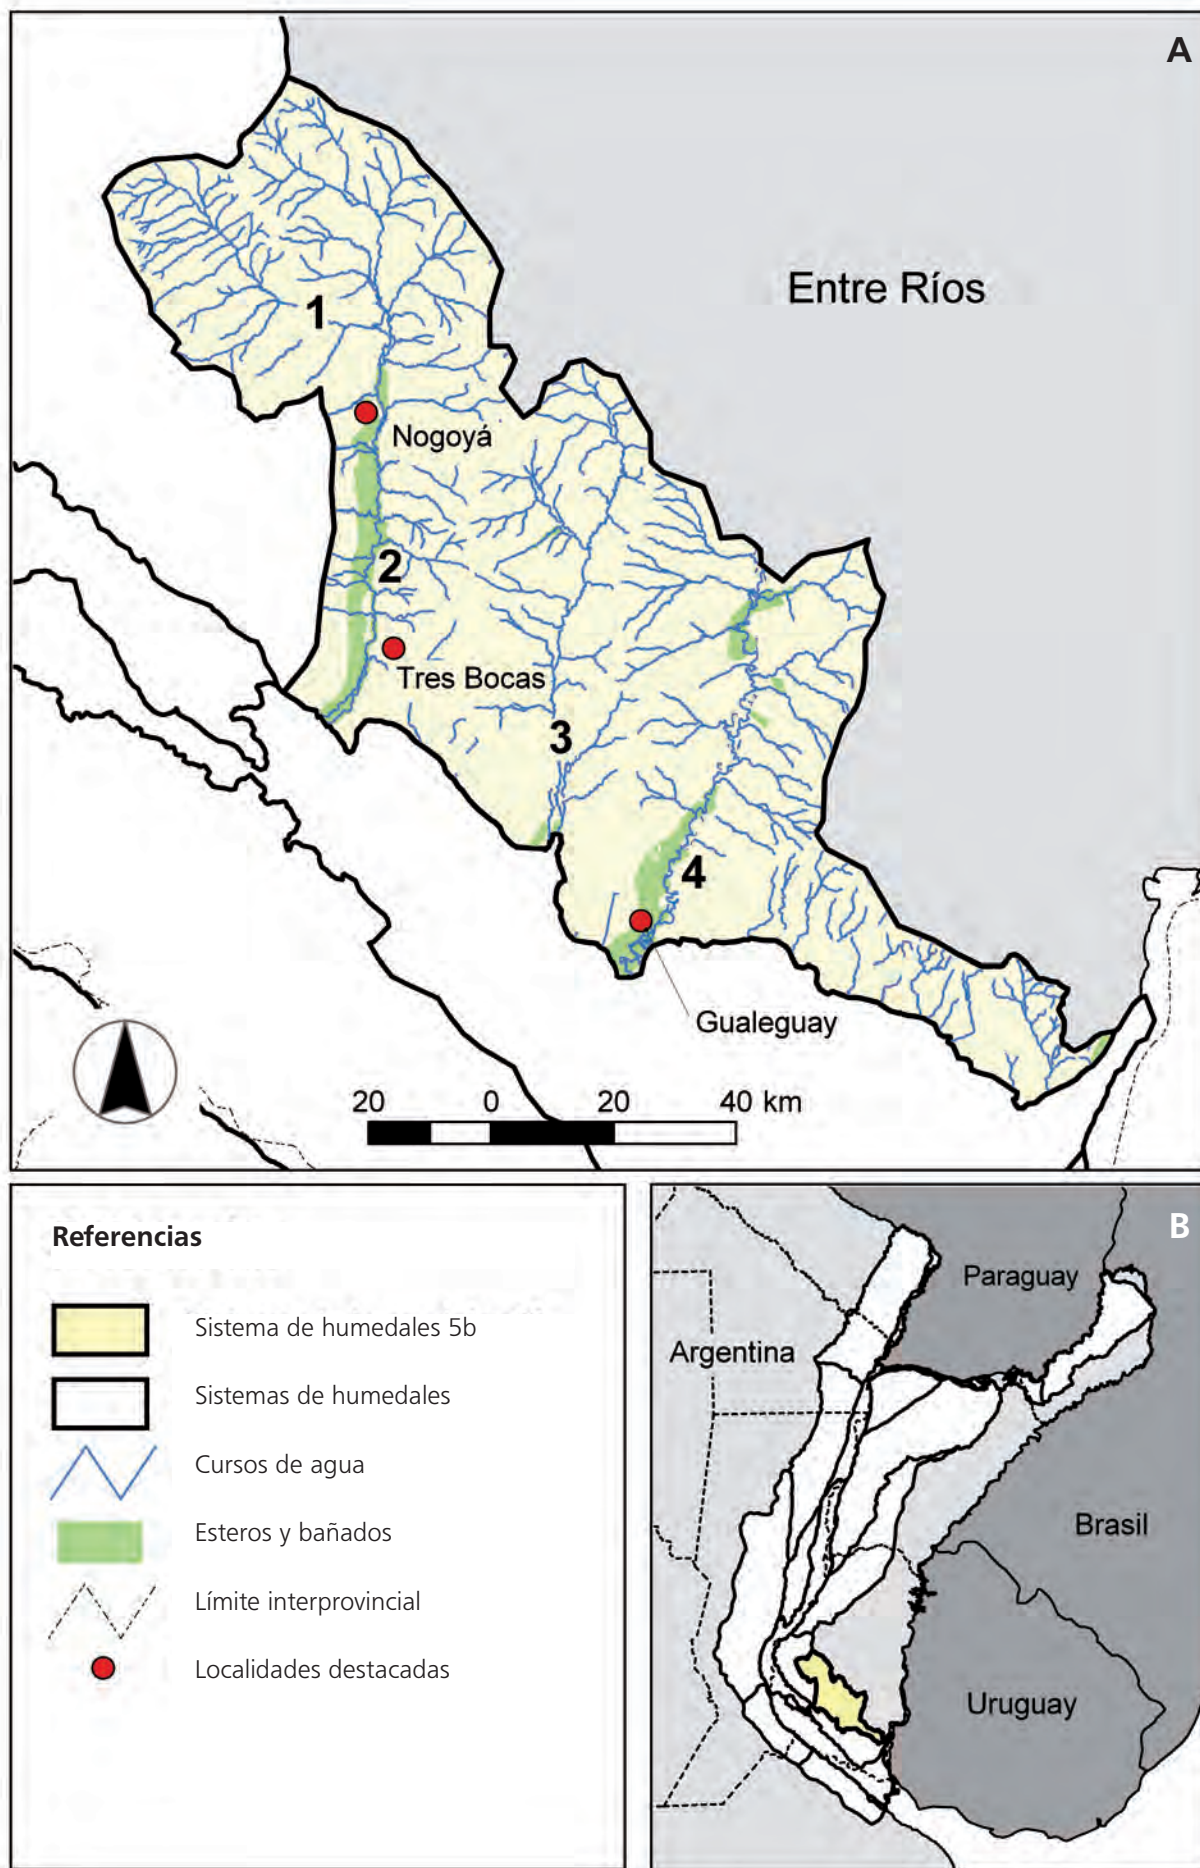 A
Entre Ríos
1
Nogoyá
2
Tres Bocas
3
4
Gualeguay
20 0 20 40 km
Referencias
Sistema de humedales 5b
Sistemas de humedales
Cursos de agua
Esteros y bañados
Límite interprovincial
Localidades destacadas
B
Paraguay
Argentina
Brasil
Uruguay